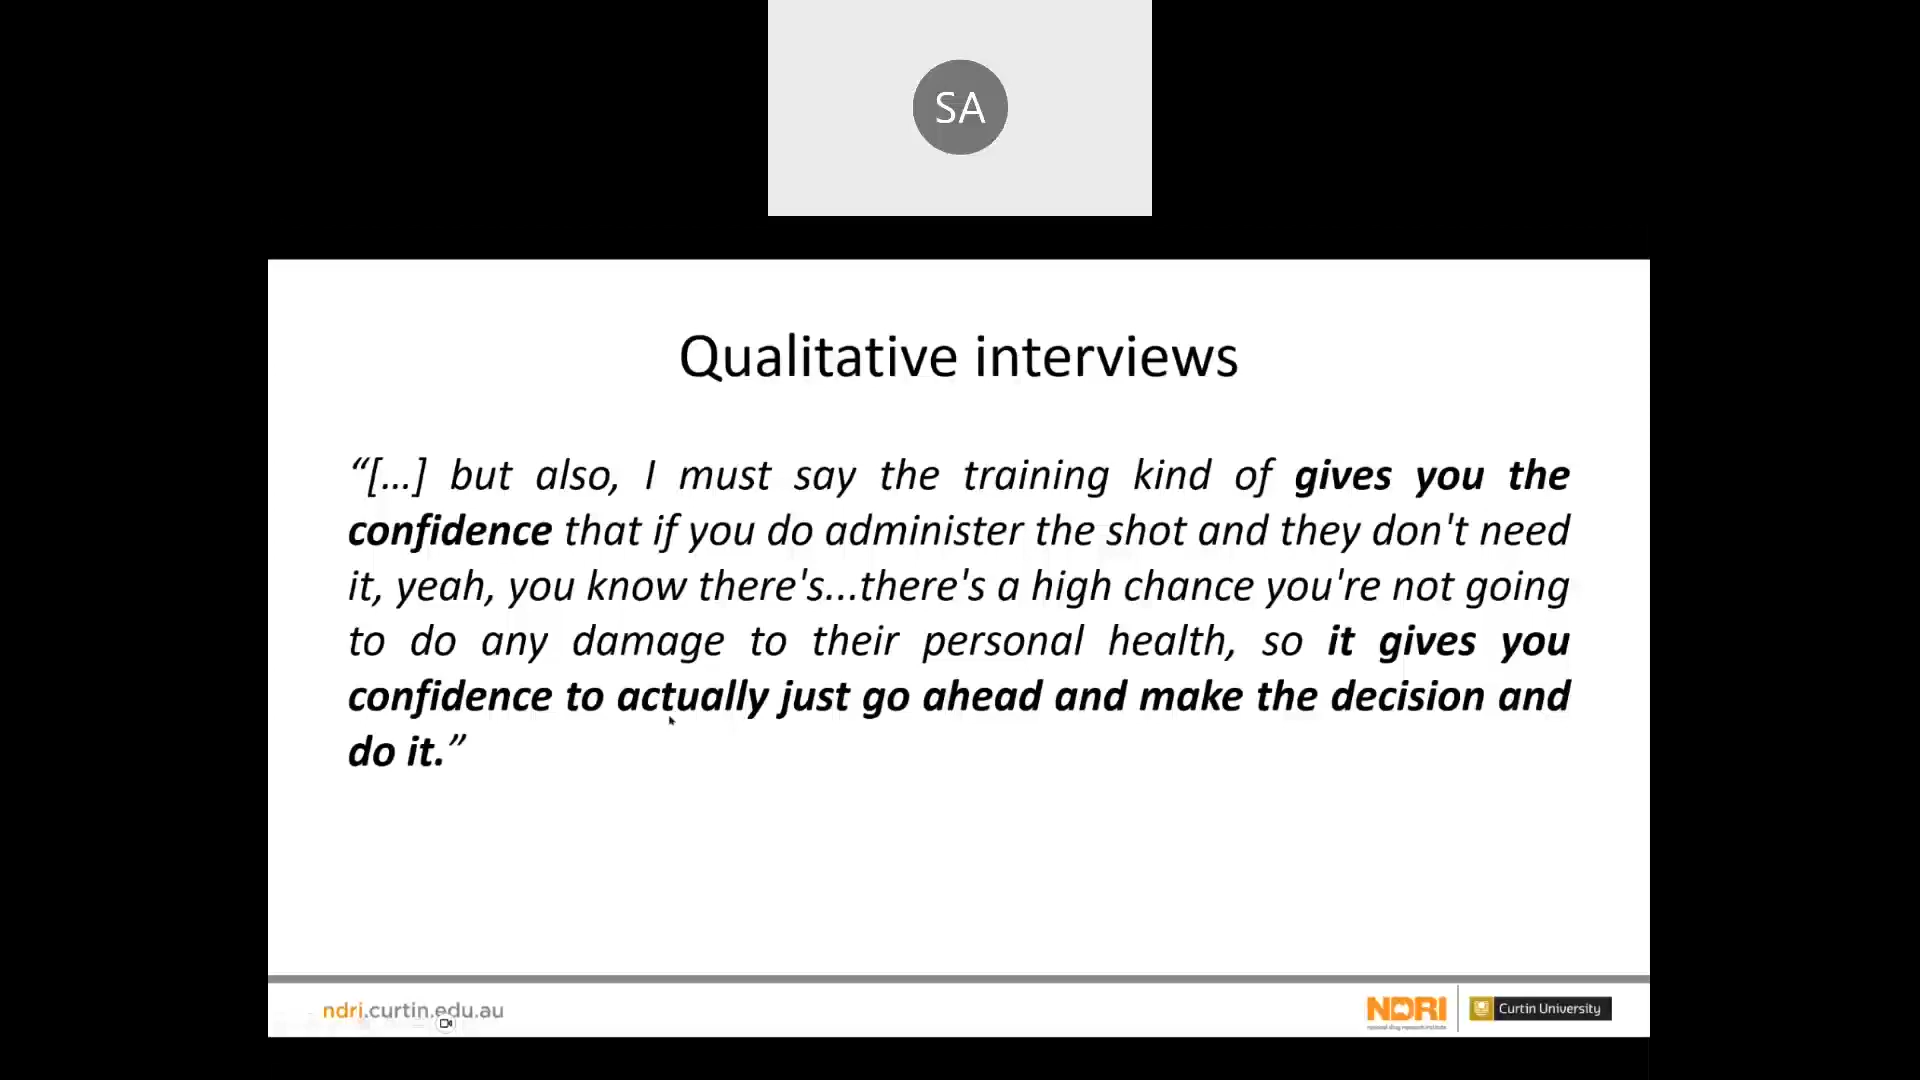 SA
Qualitative interviews
“[...] but also, I must say the training kind of gives you the
confidence that if you do administer the shot and they don't need
it, yeah, you know there's...there's a high chance you're not going
to do any damage to their personal health, so it gives you
confidence to actually just go ahead and make the decision and
do it.”
ndri.curtin.edu.au
NDRI
national drug research institute
Curtin University